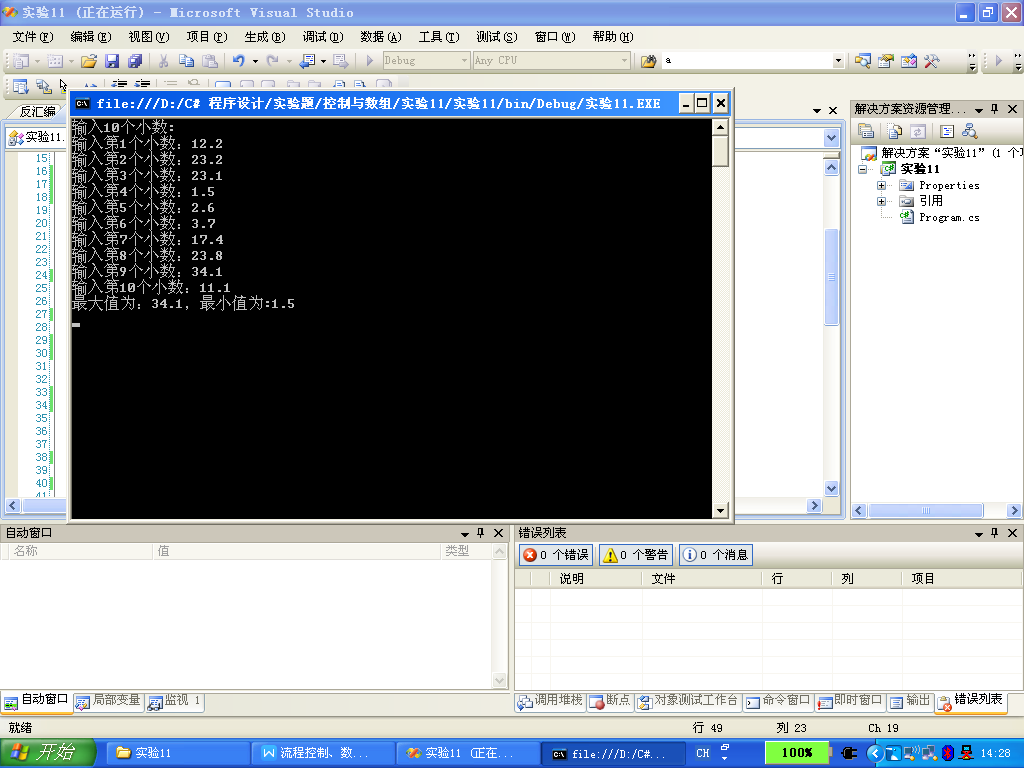 实验11 (正在运行) - Microsoft Visual Studio
文件(F) 编辑(E) 视图(V) 项目(P) 生成(B) 调试(D) 数据(A) 工具(T) 测试(S) 窗口(W) 帮助(H)
Debug Any CPU a
反汇编
file:///D:/C# 程序设计/实验题/控制与数组/实验11/实验11/bin/Debug/实验11.EXE
输入10个小数:
输入第1个小数: 12.2
输入第2个小数: 23.2
输入第3个小数: 23.1
输入第4个小数: 1.5
输入第5个小数: 2.6
输入第6个小数: 3.7
输入第7个小数: 17.4
输入第8个小数: 23.8
输入第9个小数: 34.1
输入第10个小数: 11.1
最大值为: 34.1, 最小值为:1.5
实验11.
15
16
17
18
19
20
21
22
23
24
25
26
27
28
29
30
31
32
33
34
35
36
37
38
39
40
41
解决方案资源管理...
解决方案“实验11”(1 个项
实验11
Properties
引用
Program.cs
自动窗口
名称 值 类型
自动窗口 局部变量 监视 1
错误列表
0 个错误 0 个警告 0 个消息
说明 文件 行 列 项目
调用堆栈 断点 对象测试工作台 命令窗口 即时窗口 输出 错误列表
就绪 行 49 列 23 Ch 19
开始 实验11 流程控制、数... 实验11 (正在... file:///D:/C#... CH 100% 14:28